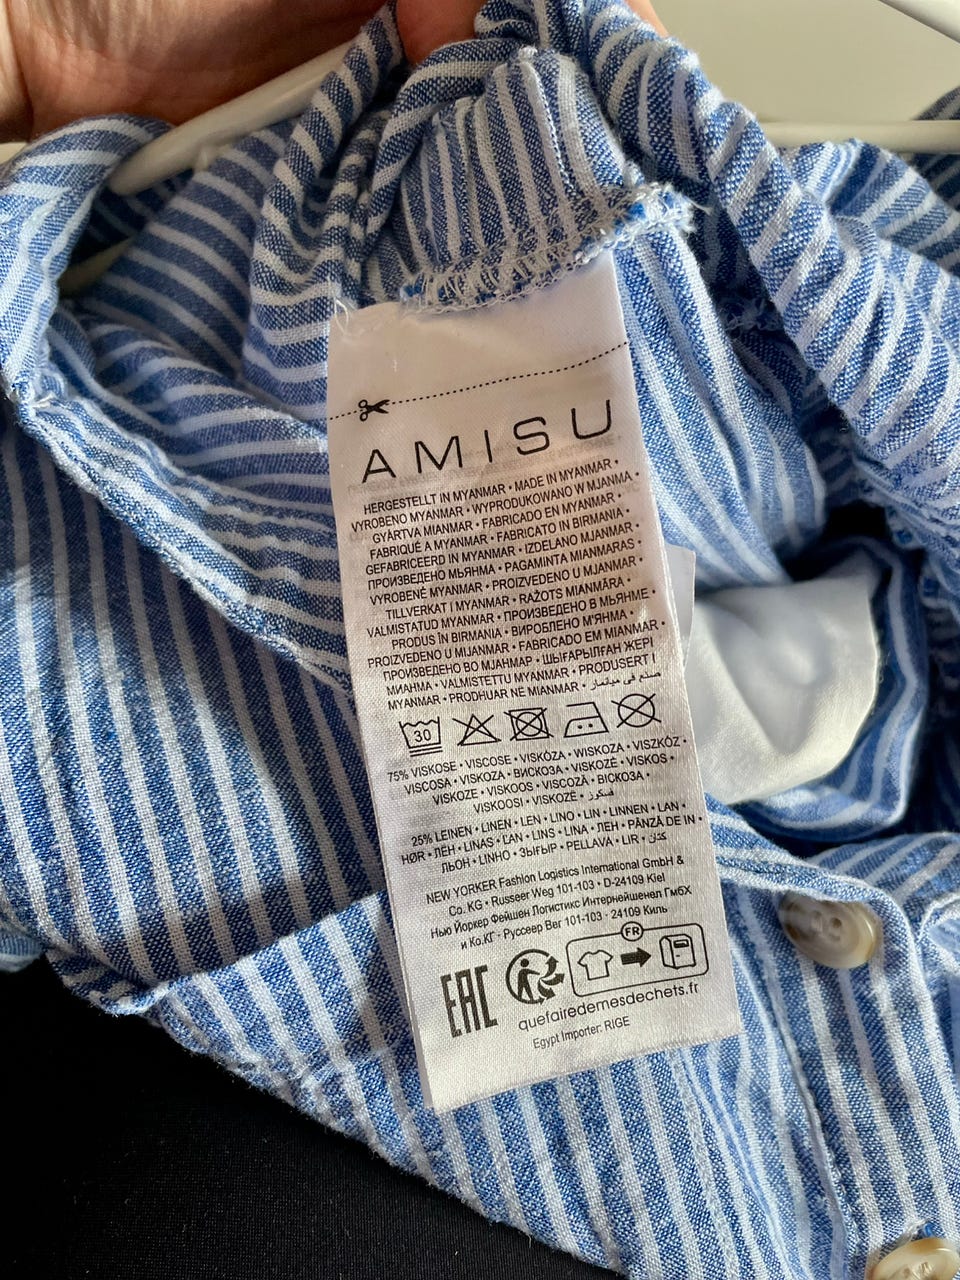 AMISU
HERGESTELLT IN MYANMAR • MADE IN MYANMAR •
VYROBENO MYANMAR • WYPRODUKOWANO W MJANMA •
GYÁRTVA MIANMAR • FABRICADO EN MYANMAR •
FABRIQUÉ A MYANMAR • FABRICATO IN BIRMANIA •
GEFABRICEERD IN MYANMAR • IZDELANO MJANMAR •
ПРОИЗВЕДЕНО МЬЯНМА • PAGAMINTA MIANMARAS •
VYROBENÉ MYANMAR • PROIZVEDENO U MJANMAR •
TILLVERKAT I MYANMAR • RAŽOTS MIANMĀRA •
VALMISTATUD MYANMAR • ПРОИЗВЕДЕНО В МЬЯНМЕ •
PRODUS ÎN BIRMANIA • ВИРОБЛЕНО М'ЯНМА •
PROIZVEDENO U MIJANMAR • FABRICADO EM MIANMAR •
ПРОИЗВЕДЕНО ВО МЈАНМАР • ШЫҒАРЫЛҒАН ЖЕРІ
МИАНМА • VALMISTETTU MYANMAR • PRODUSERT I
MYANMAR • PRODHUAR NË MIANMAR • صنع في ميانمار
30
75% VISKOSE • VISCOSE • VISKÓZA • WISKOZA • VISZKÓZ •
VISCOSA • VISKOZA • ВИСКОЗА • VISKOZĖ • VISKOS •
VISKOZE • VISKOOS • VISCOZĂ • ВІСКОЗА •
VISKOOSI • VISKOZË • فسكوز •
25% LEINEN • LINEN • LEN • LINO • LIN • LINNEN • LAN •
HØR • ЛЁН • LINAS • ĽAN • LINS • LINA • ЛЕН • PÂNZĂ DE IN •
ЛЬОН • LINHO • ЗЫҒЫР • PELLAVA • LIR • كتان •
NEW YORKER Fashion Logistics International GmbH &
Co. KG • Russeer Weg 101-103 • D-24109 Kiel
Нью Йоркер Фейшен Логистикс Интернейшенел ГмбХ
и Ко.КГ - Руссеер Вег 101-103 · 24109 Киль
FR
EAC
quefairedemesdechets.fr
Egypt Importer: RIGE